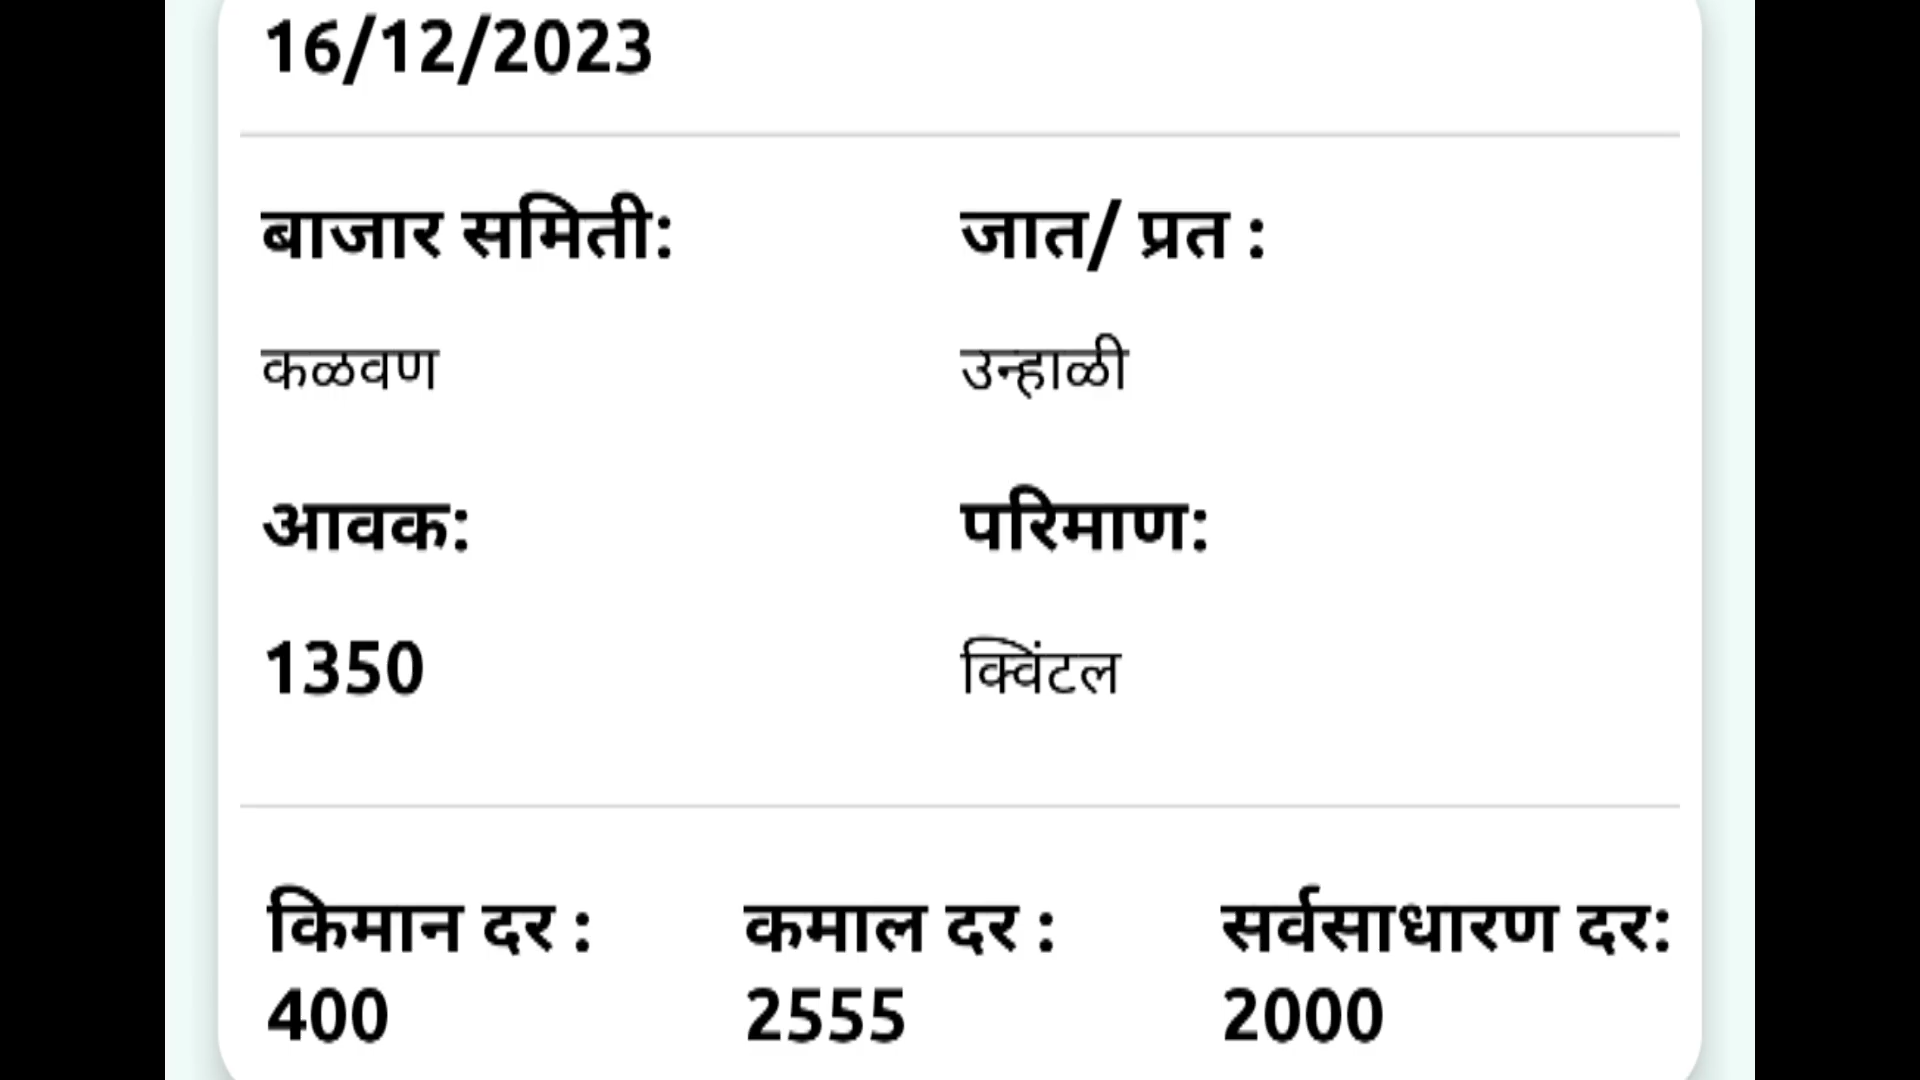 16/12/2023
बाजार समिती: जात/ प्रत :
कळवण उन्हाळी
आवक: परिमाण:
1350 क्विंटल
किमान दर : कमाल दर : सर्वसाधारण दर:
400 2555 2000